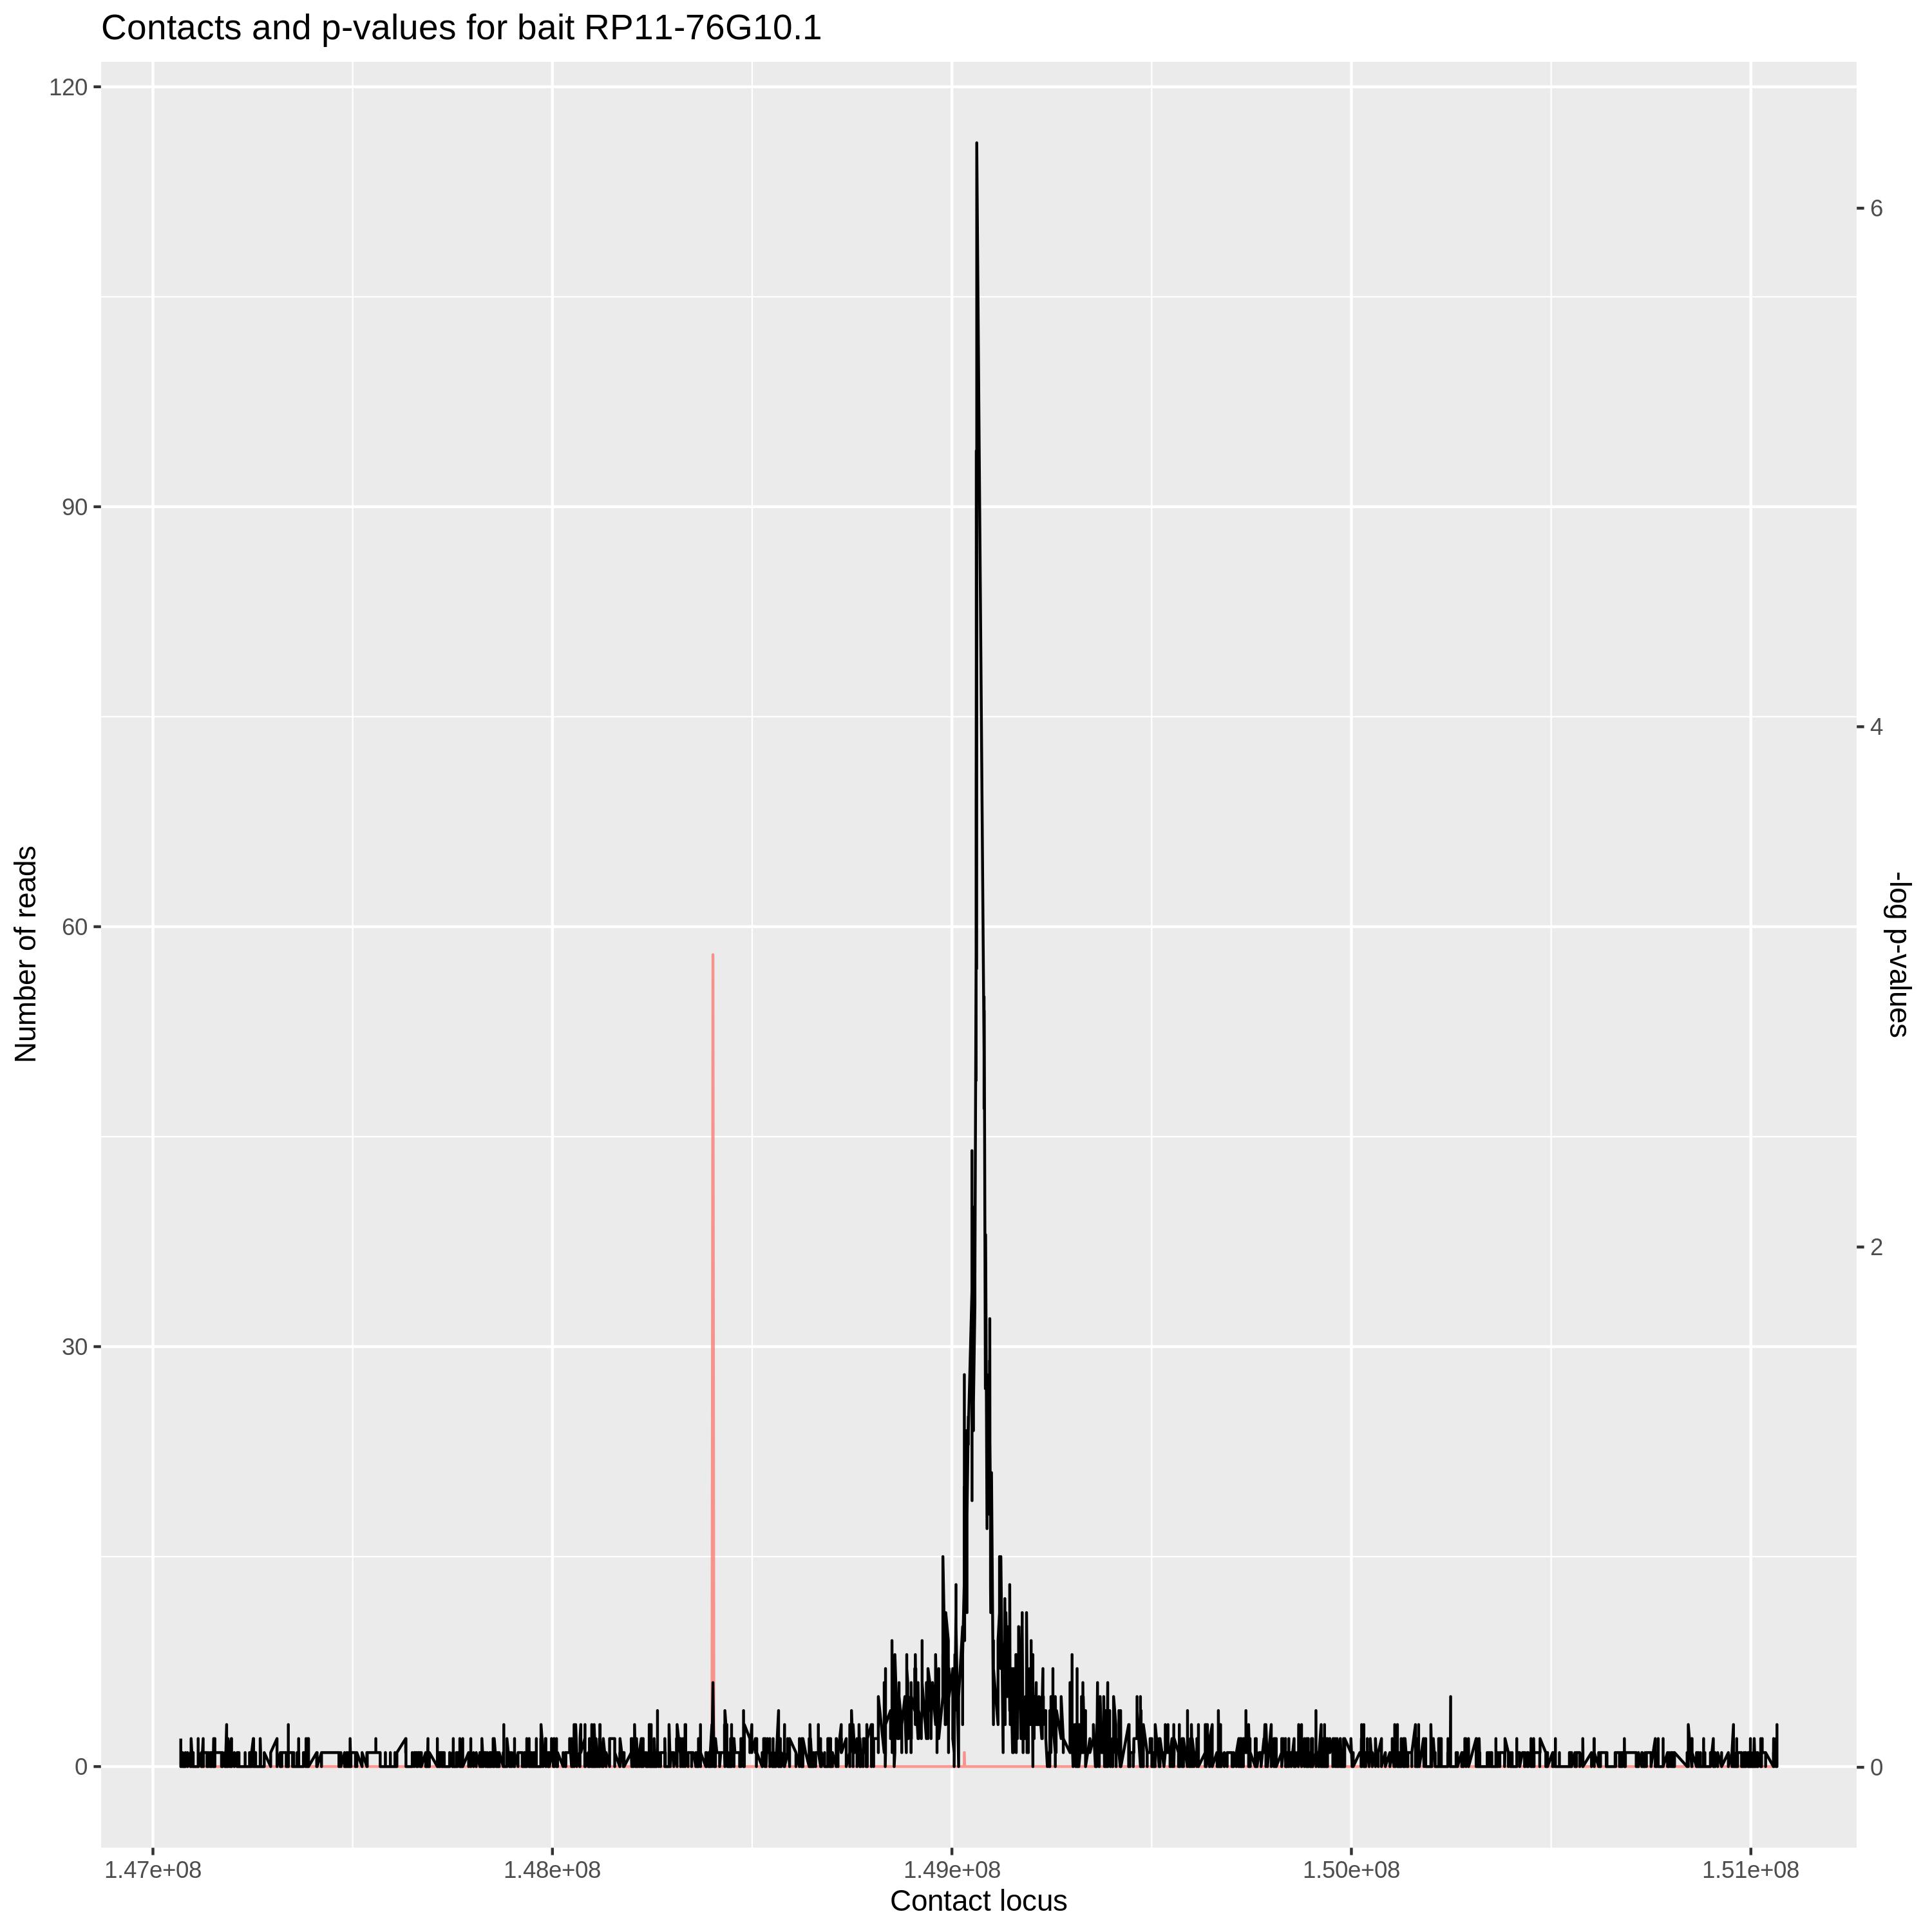 Contacts and p-values for bait RP11-76G10.1
120
90
60
30
0
Number of reads
6
4
2
0
-log p-values
1.47e+08
1.48e+08
1.49e+08
1.50e+08
1.51e+08
Contact locus